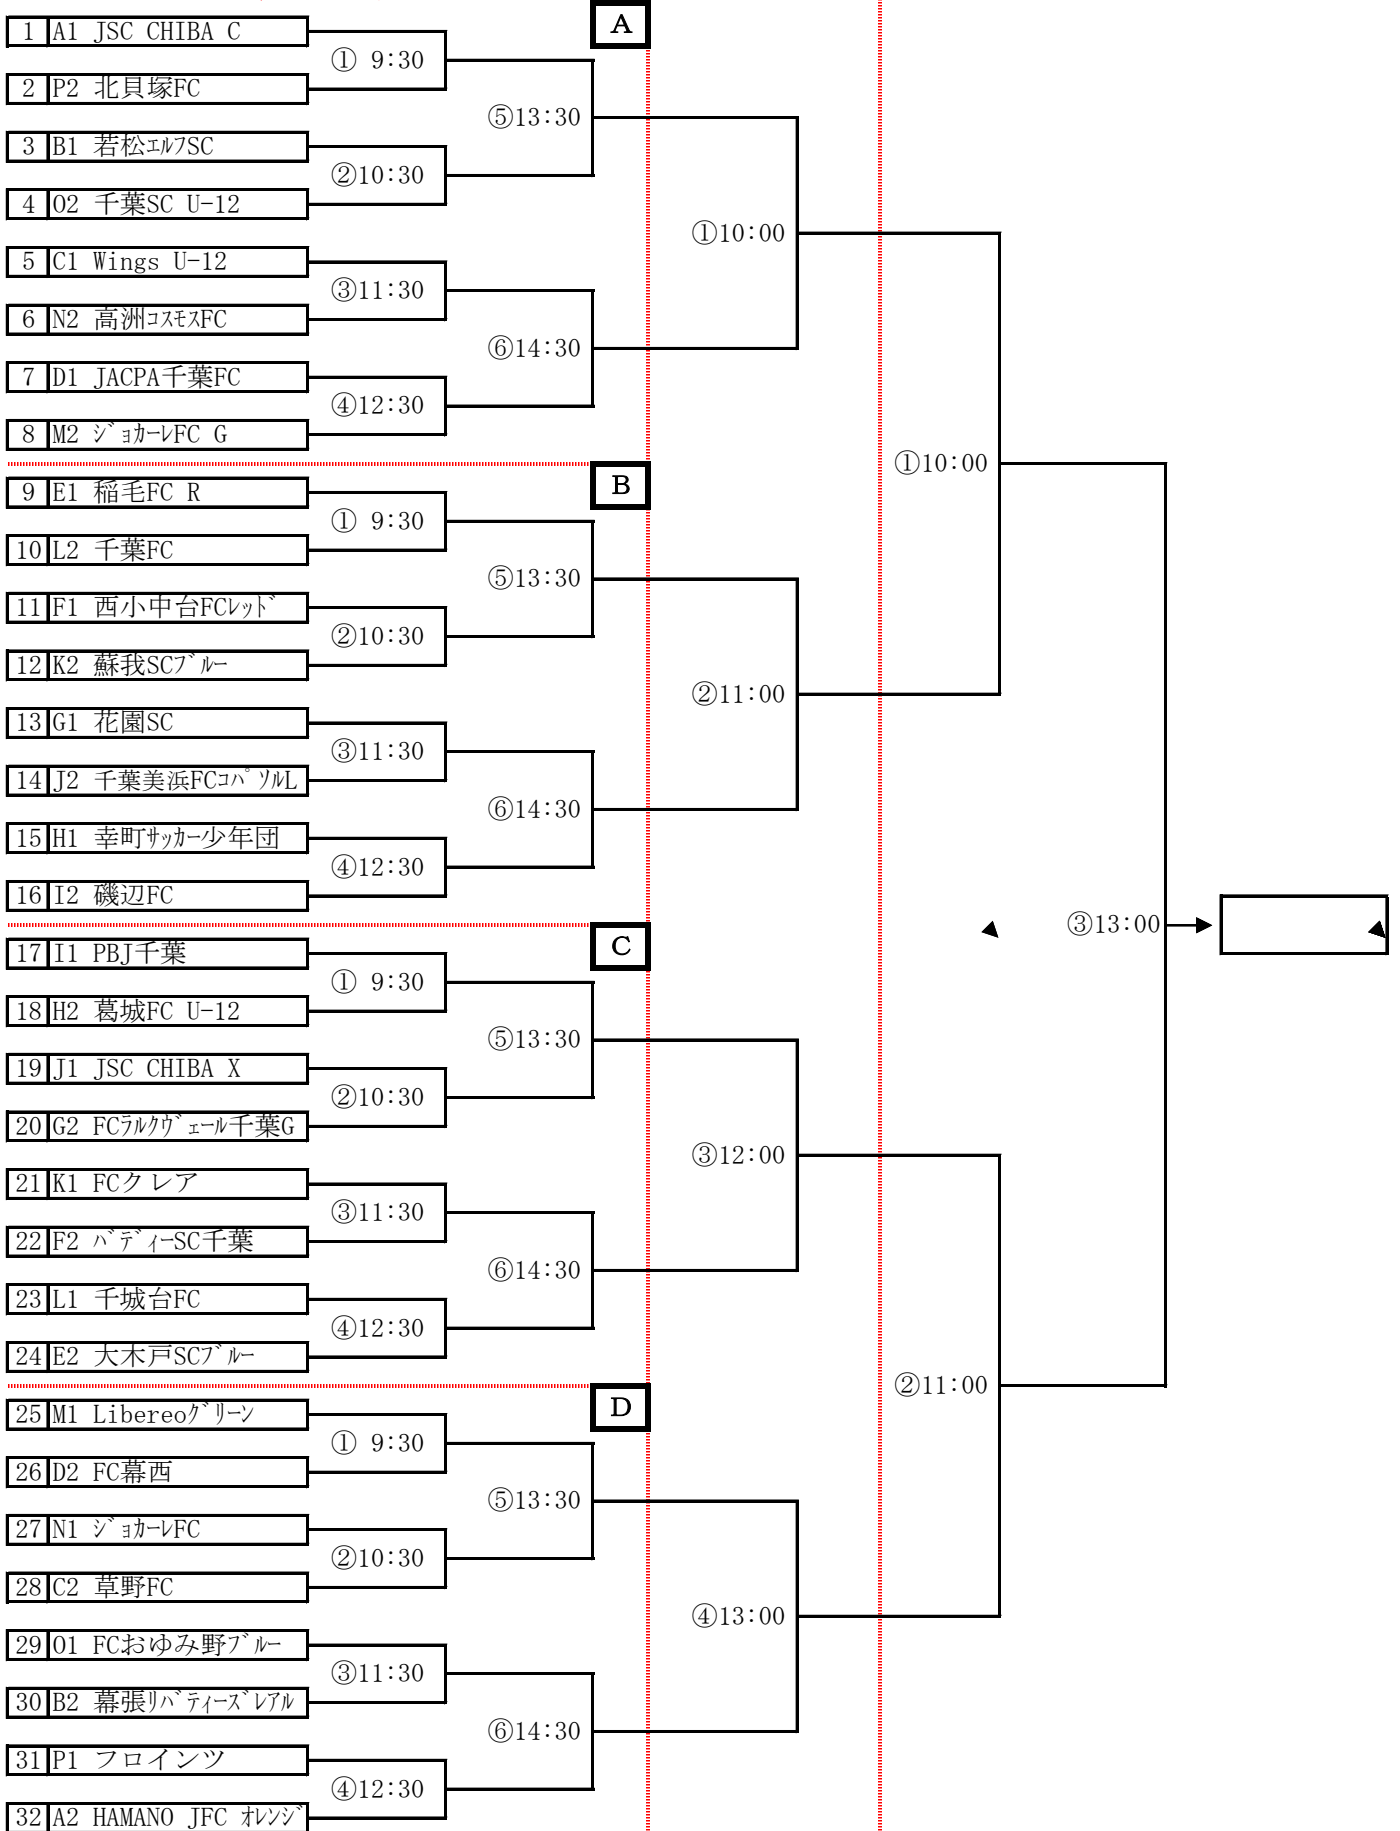 A
1 A1 JSC CHIBA C
① 9:30
2 P2 北貝塚FC
⑤13:30
3 B1 若松ｴﾙﾌSC
②10:30
4 O2 千葉SC U-12
①10:00
5 C1 Wings U-12
③11:30
6 N2 高洲ｺｽﾓｽFC
⑥14:30
7 D1 JACPA千葉FC
④12:30
8 M2 ｼﾞｮｶｰﾚFC G
①10:00
B
9 E1 稲毛FC R
① 9:30
10 L2 千葉FC
⑤13:30
11 F1 西小中台FCﾚｯﾄﾞ
②10:30
12 K2 蘇我SCﾌﾞﾙｰ
②11:00
13 G1 花園SC
③11:30
14 J2 千葉美浜FCｺﾊﾟｿﾙL
⑥14:30
15 H1 幸町ｻｯｶｰ少年団
④12:30
16 I2 磯辺FC
③13:00
C
17 I1 PBJ千葉
① 9:30
18 H2 葛城FC U-12
⑤13:30
19 J1 JSC CHIBA X
②10:30
20 G2 FCﾗﾙｸｳﾞｪｰﾙ千葉G
③12:00
21 K1 FCクレア
③11:30
22 F2 ﾊﾞﾃﾞｨｰSC千葉
⑥14:30
23 L1 千城台FC
④12:30
24 E2 大木戸SCﾌﾞﾙｰ
②11:00
D
25 M1 Libereoｸﾞﾘｰﾝ
① 9:30
26 D2 FC幕西
⑤13:30
27 N1 ｼﾞｮｶｰﾚFC
②10:30
28 C2 草野FC
④13:00
29 O1 FCおゆみ野ﾌﾞﾙｰ
③11:30
30 B2 幕張ﾘﾊﾞﾃｨｰｽﾞﾚｱﾙ
⑥14:30
31 P1 フロインツ
④12:30
32 A2 HAMANO JFC ｵﾚﾝｼﾞ